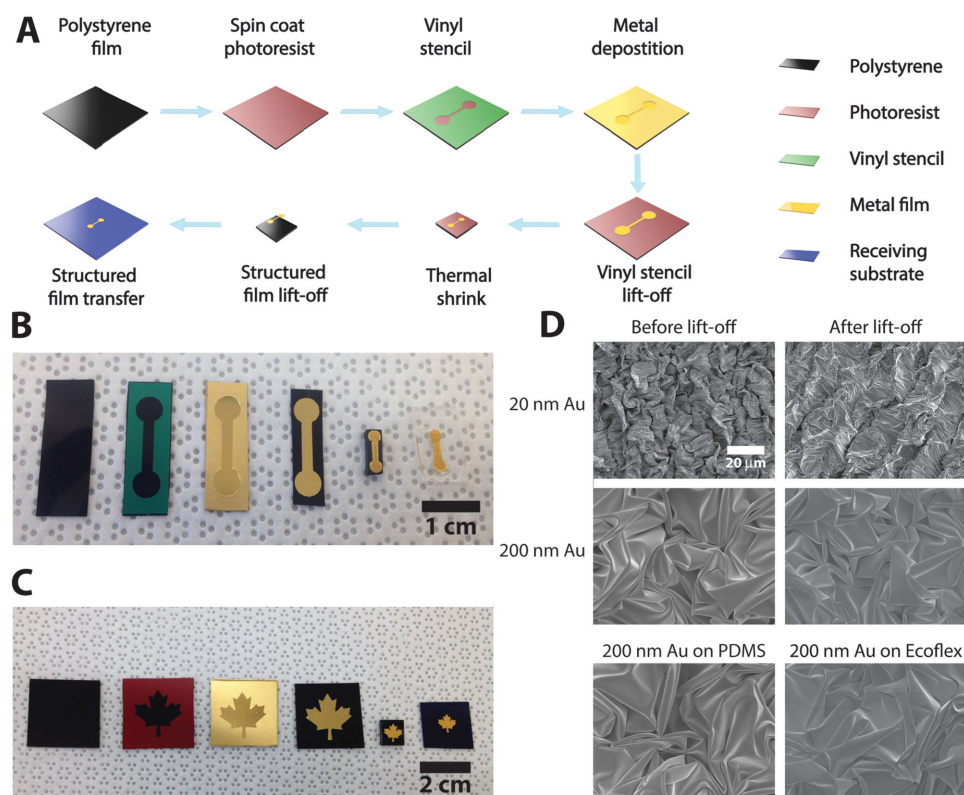 A
Polystyrene
film
Spin coat
photoresist
Vinyl
stencil
Metal
depostition
Structured
film transfer
Structured
film lift-off
Thermal
shrink
Vinyl stencil
lift-off
Polystyrene
Photoresist
Vinyl stencil
Metal film
Receiving
substrate
B
1 cm
C
2 cm
D
Before lift-off
After lift-off
20 nm Au
20 µm
200 nm Au
200 nm Au on PDMS
200 nm Au on Ecoflex